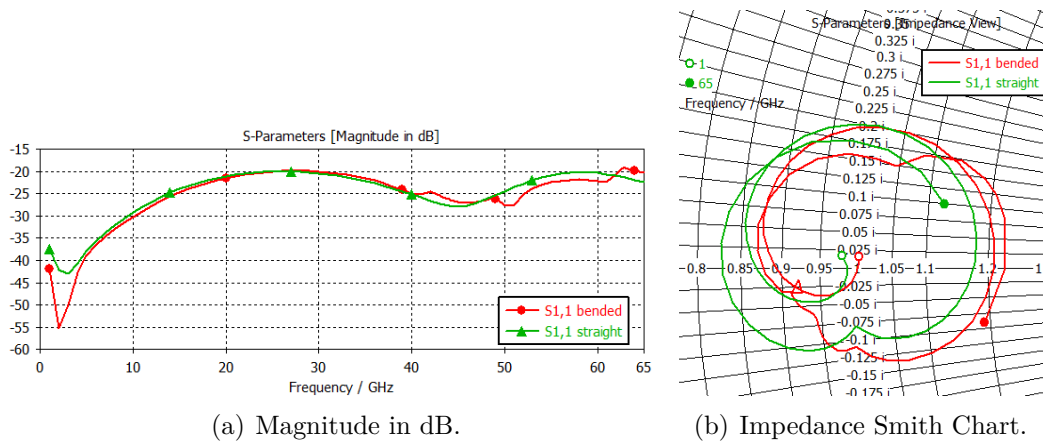 S-Parameters [Magnitude in dB]
-15
-20
-25
-30
-35
-40
-45
-50
-55
-60
0
10
20
30
40
50
60
65
Frequency / GHz
S1,1 bended
S1,1 straight
(a) Magnitude in dB.
S-Parameters [Impedance View]
0.375 i
0.35 i
0.325 i
0.3 i
0.275 i
0.25 i
0.225 i
0.2 i
0.175 i
0.15 i
0.125 i
0.1 i
0.075 i
0.05 i
0.025 i
0.8
0.85
0.9
0.95
1
1.05
1.1
1.2
-0.025 i
-0.05 i
-0.075 i
-0.1 i
-0.125 i
-0.15 i
-0.175 i
1
65
Frequency / GHz
S1,1 bended
S1,1 straight
(b) Impedance Smith Chart.